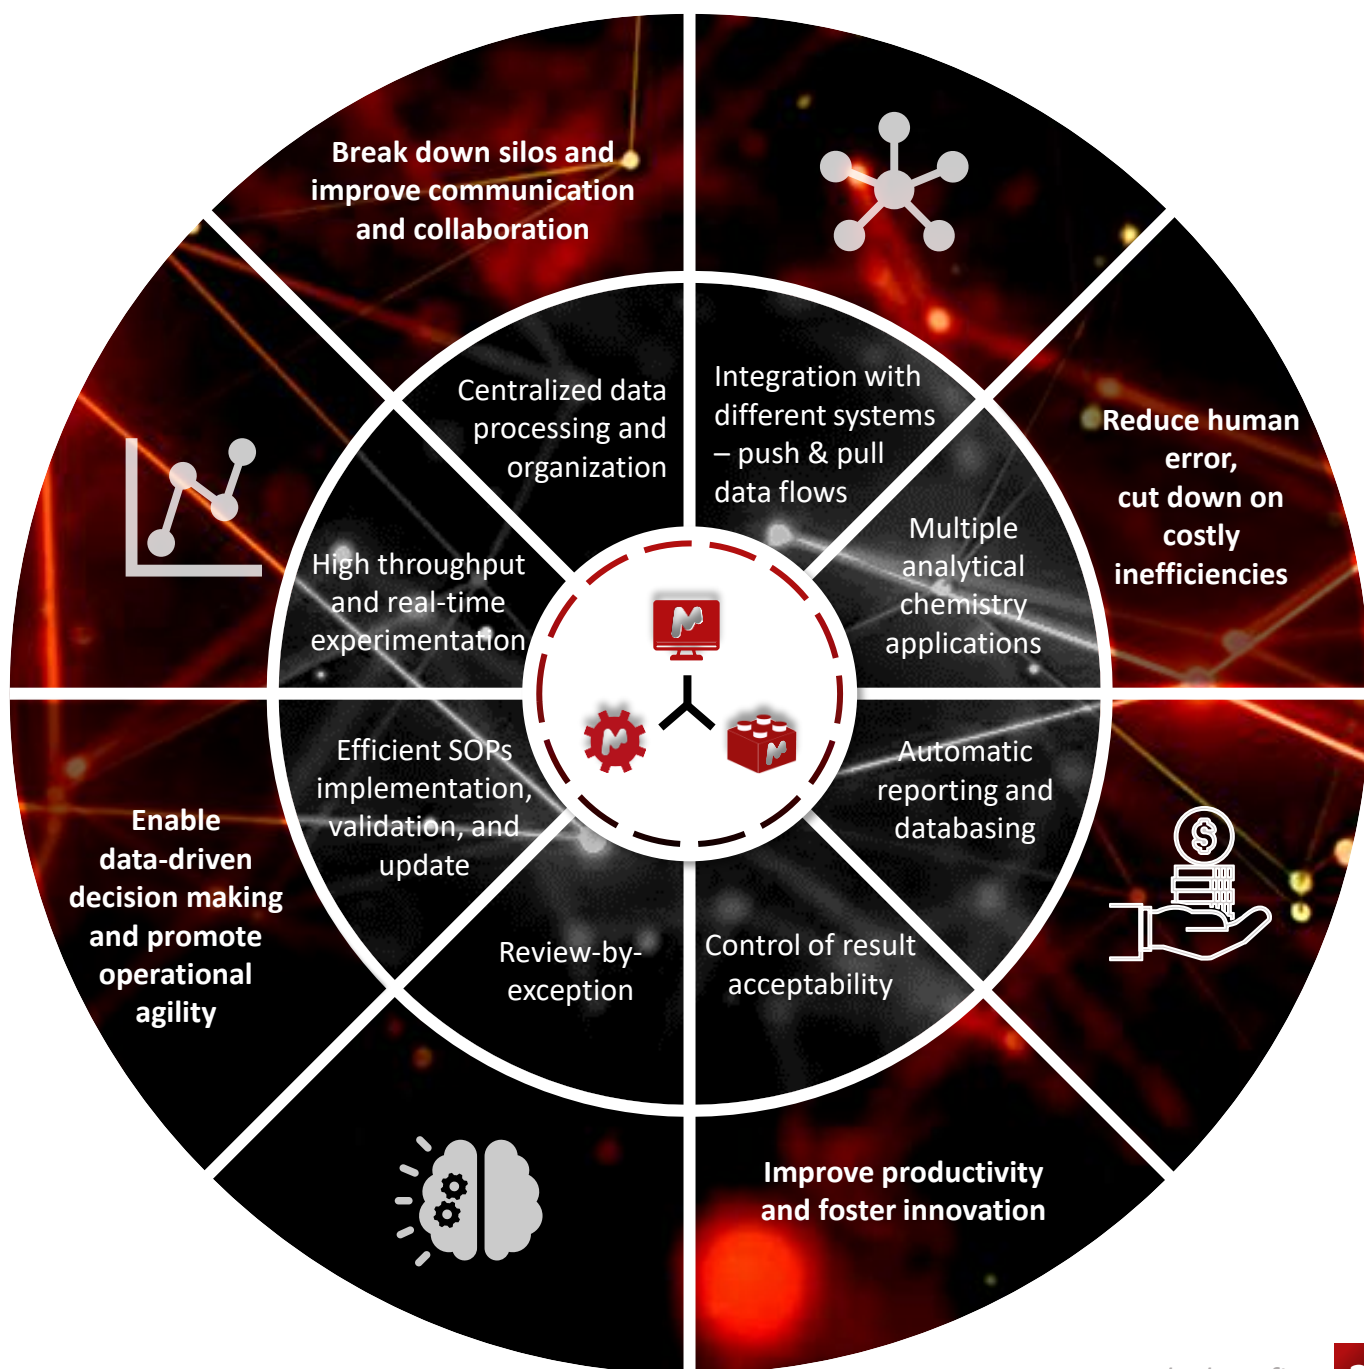 Break down silos and
improve communication
and collaboration
Centralized data
processing and
organization
Integration with
different systems
– push & pull
data flows
Reduce human
error,
cut down on
costly
inefficiencies
Multiple
analytical
chemistry
applications
High throughput
and real-time
experimentation
Efficient SOPs
implementation,
validation, and
update
Automatic
reporting and
databasing
Enable
data-driven
decision making
and promote
operational
agility
Review-by-
exception
Control of result
acceptability
Improve productivity
and foster innovation